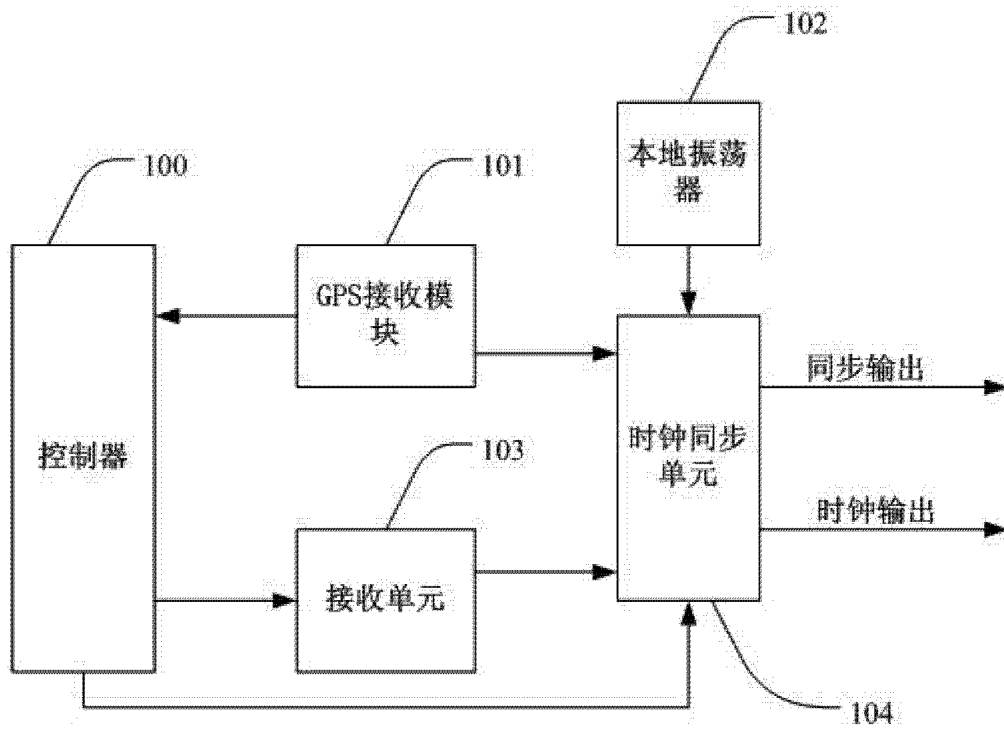 102
本地振荡
器
100
101
GPS接收模
块
同步输出
控制器
时钟同步
单元
103
时钟输出
接收单元
104